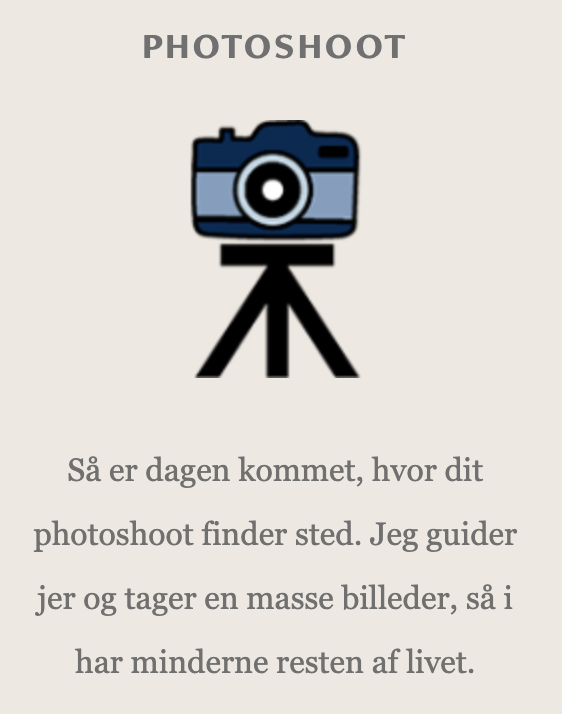 PHOTOSHOOT
Så er dagen kommet, hvor dit
photoshoot finder sted. Jeg guider
jer og tager en masse billeder, så i
har minderne resten af livet.